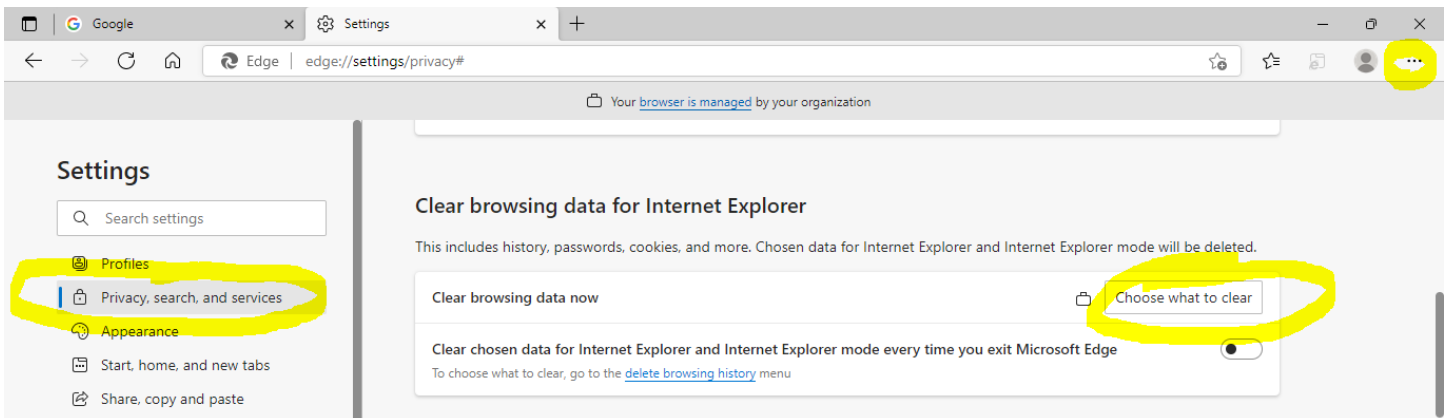 Google
Settings
Edge | edge://settings/privacy#
Your browser is managed by your organization
Settings
Search settings
Profiles
Privacy, search, and services
Appearance
Start, home, and new tabs
Share, copy and paste
Clear browsing data for Internet Explorer
This includes history, passwords, cookies, and more. Chosen data for Internet Explorer and Internet Explorer mode will be deleted.
Clear browsing data now
Choose what to clear
Clear chosen data for Internet Explorer and Internet Explorer mode every time you exit Microsoft Edge
To choose what to clear, go to the delete browsing history menu